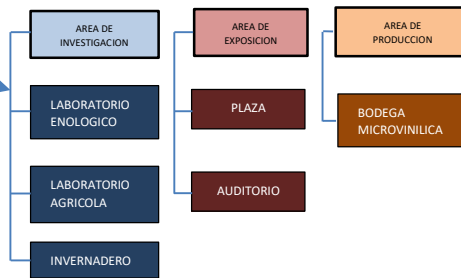 AREA DE
INVESTIGACION
LABORATORIO
ENOLOGICO
LABORATORIO
AGRICOLA
INVERNADERO
AREA DE
EXPOSICION
PLAZA
AUDITORIO
AREA DE
PRODUCCION
BODEGA
MICROVINILICA